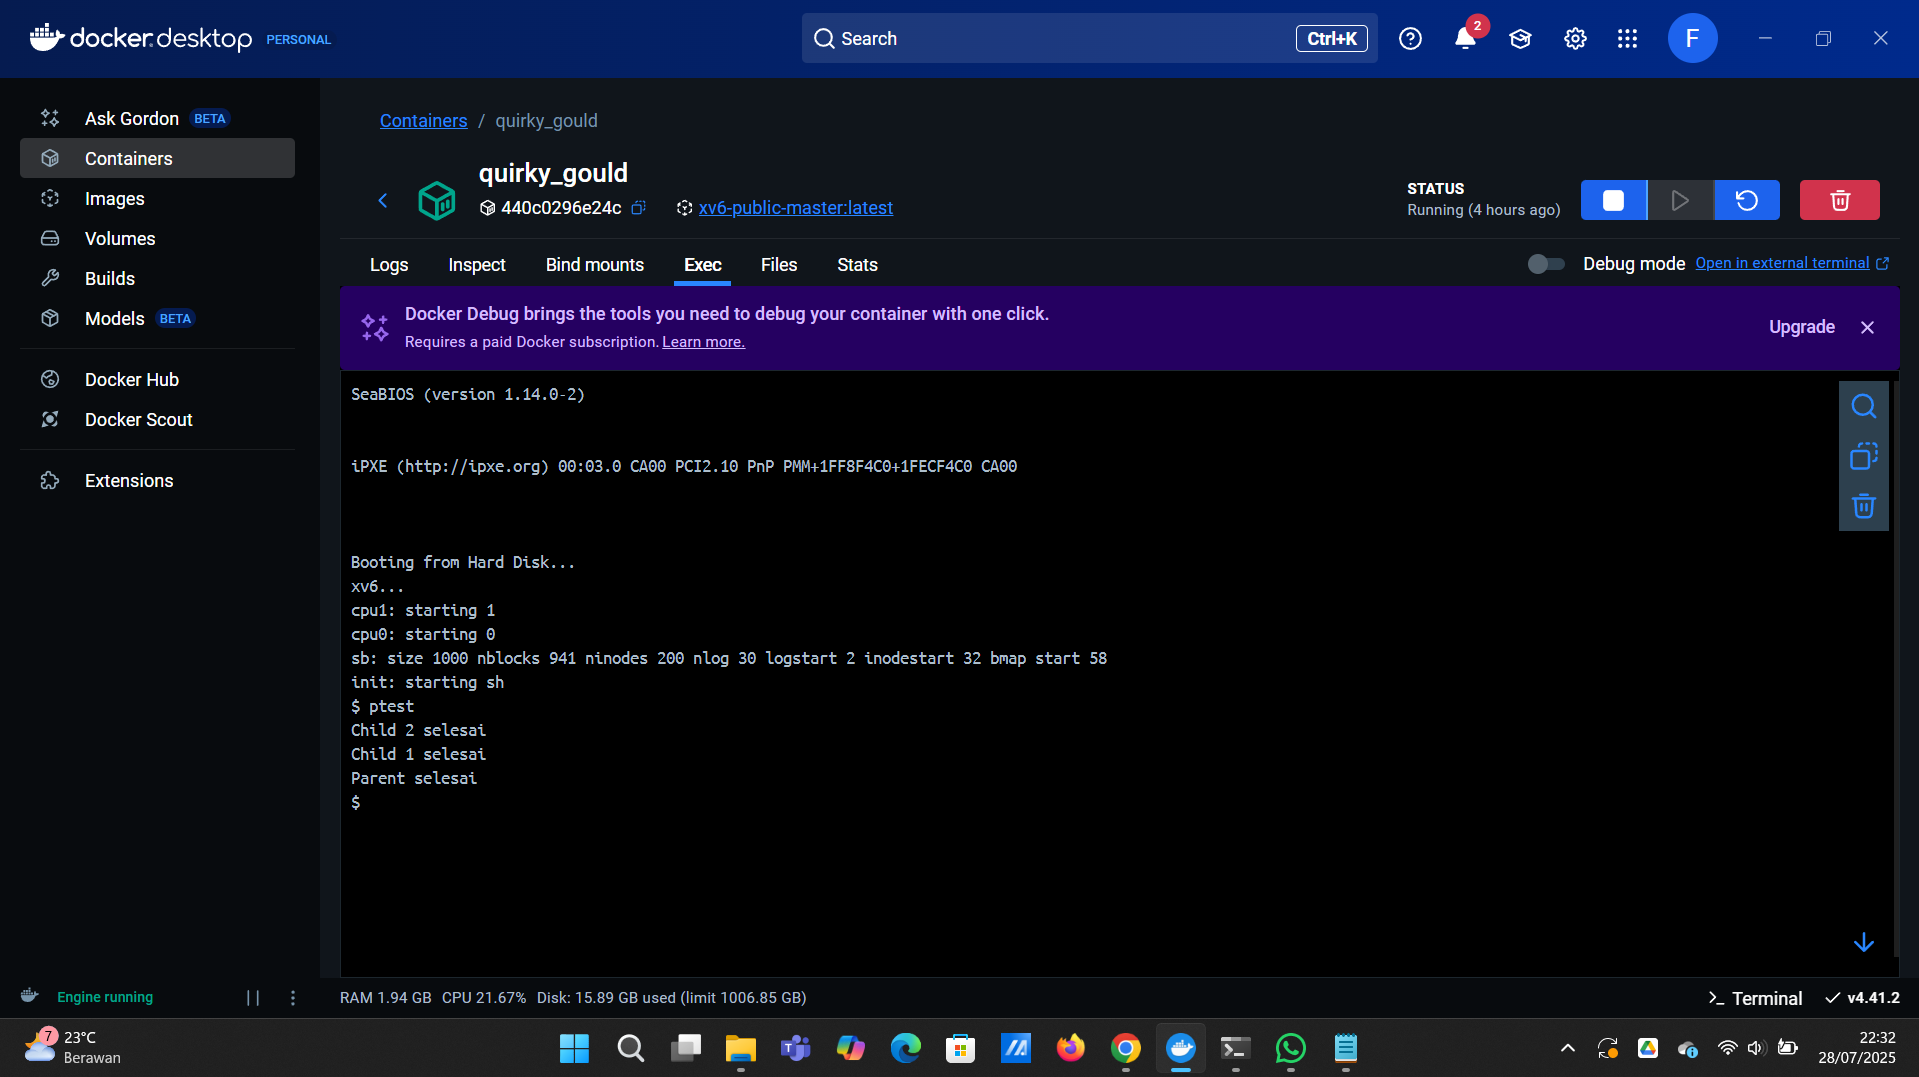 docker.desktop PERSONAL
Search
Ctrl+K
2
F
Ask Gordon BETA
Containers
Images
Volumes
Builds
Models BETA
Docker Hub
Docker Scout
Extensions
Containers / quirky_gould
quirky_gould
440c0296e24c xv6-public-master:latest
STATUS
Running (4 hours ago)
Logs Inspect Bind mounts Exec Files Stats
Debug mode Open in external terminal
Docker Debug brings the tools you need to debug your container with one click.
Requires a paid Docker subscription. Learn more.
Upgrade
SeaBIOS (version 1.14.0-2)
iPXE (http://ipxe.org) 00:03.0 CA00 PCI2.10 PnP PMM+1FF8F4C0+1FECF4C0 CA00
Booting from Hard Disk...
xv6...
cpu1: starting 1
cpu0: starting 0
sb: size 1000 nblocks 941 ninodes 200 nlog 30 logstart 2 inodestart 32 bmap start 58
init: starting sh
$ ptest
Child 2 selesai
Child 1 selesai
Parent selesai
$
Engine running
RAM 1.94 GB CPU 21.67% Disk: 15.89 GB used (limit 1006.85 GB)
Terminal
v4.41.2
7
23°C
Berawan
22:32
28/07/2025